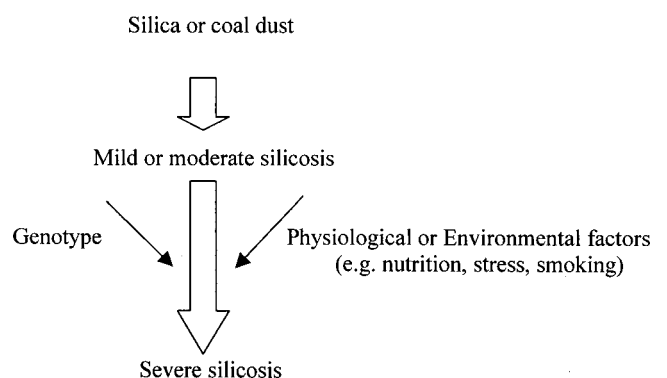 Silica or coal dust
Mild or moderate silicosis
Genotype
Physiological or Environmental factors
(e.g. nutrition, stress, smoking)
Severe silicosis